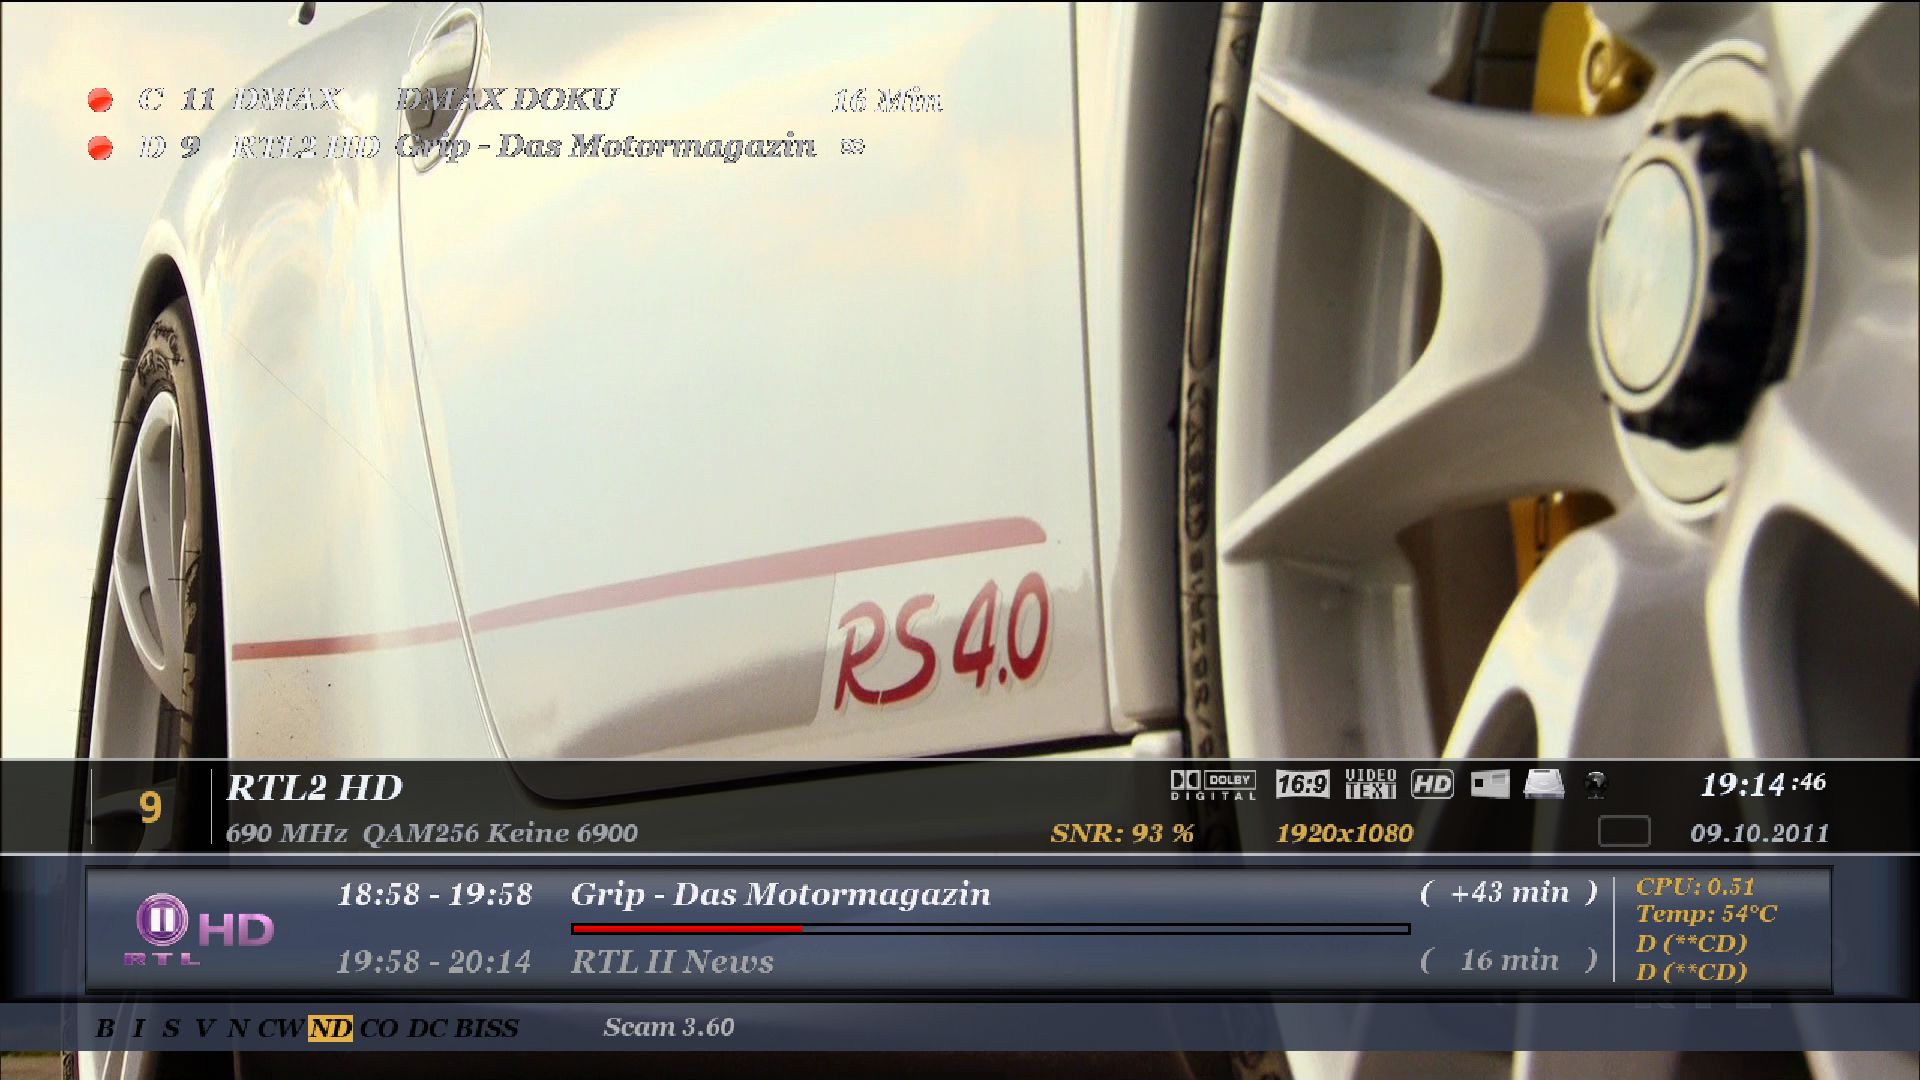 C 11 DMAX DMAX DOKU 16 Min
D 9 RTL2 HD Grip - Das Motormagazin ∞
RS 4.0
9
RTL2 HD
DOLBY DIGITAL 16:9 VIDEO TEXT HD
19:14:46
690 MHz QAM256 Keine 6900
SNR: 93 %
1920x1080
09.10.2011
RTL HD
18:58 - 19:58 Grip - Das Motormagazin ( +43 min )
19:58 - 20:14 RTL II News ( 16 min )
CPU: 0.51
Temp: 54°C
D (**CD)
D (**CD)
B I S V N CW ND CO DC BISS Scam 3.60